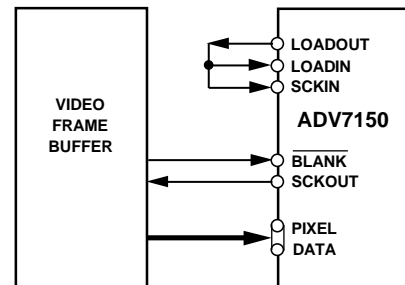 LOADOUT
LOADIN
SCKIN
VIDEO
FRAME
BUFFER
ADV7150
BLANK
SCKOUT
PIXEL
DATA